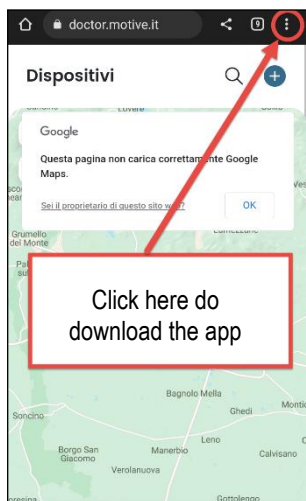 doctor.motive.it
9
Dispositivi
Lovere
Google
Questa pagina non carica correttamente Google
Maps.
Sei il proprietario di questo sito web?
OK
Grumello
del Monte
Click here do
download the app
Bagnolo Mella
Soncino
Ghedi
Leno
Borgo San
Giacomo
Manerbio
Calvisano
Verolanuova
Gottolengo